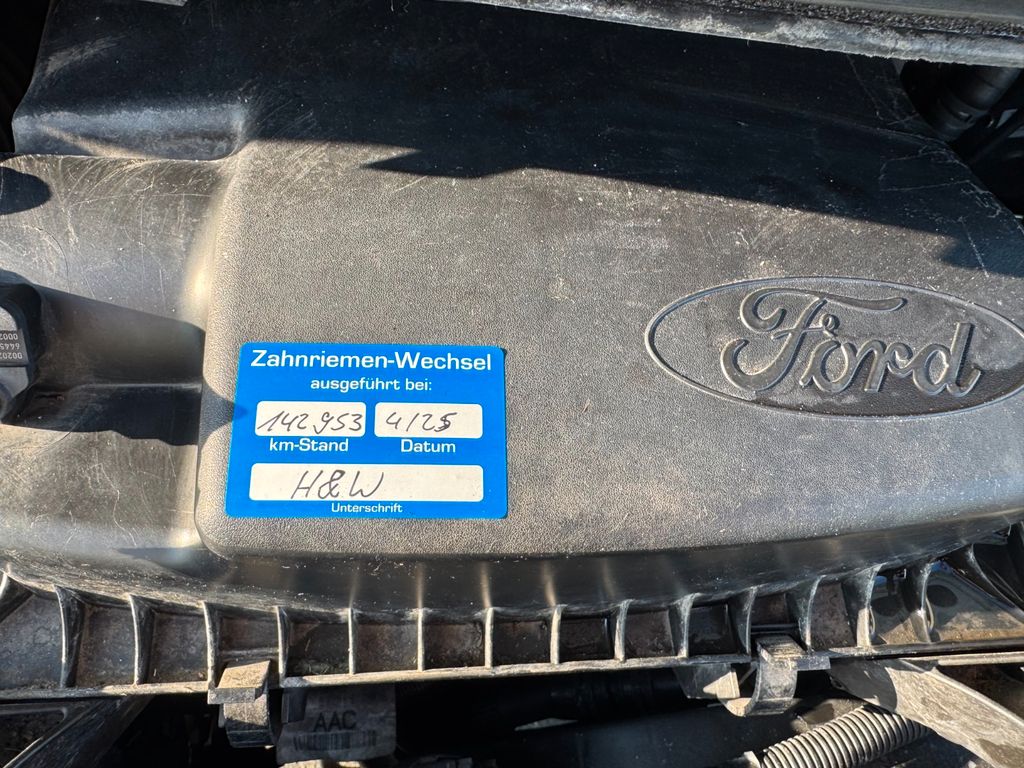 Ford
Zahnriemen-Wechsel
ausgeführt bei:
142953 4/25
km-Stand Datum
H&W
Unterschrift
AAC